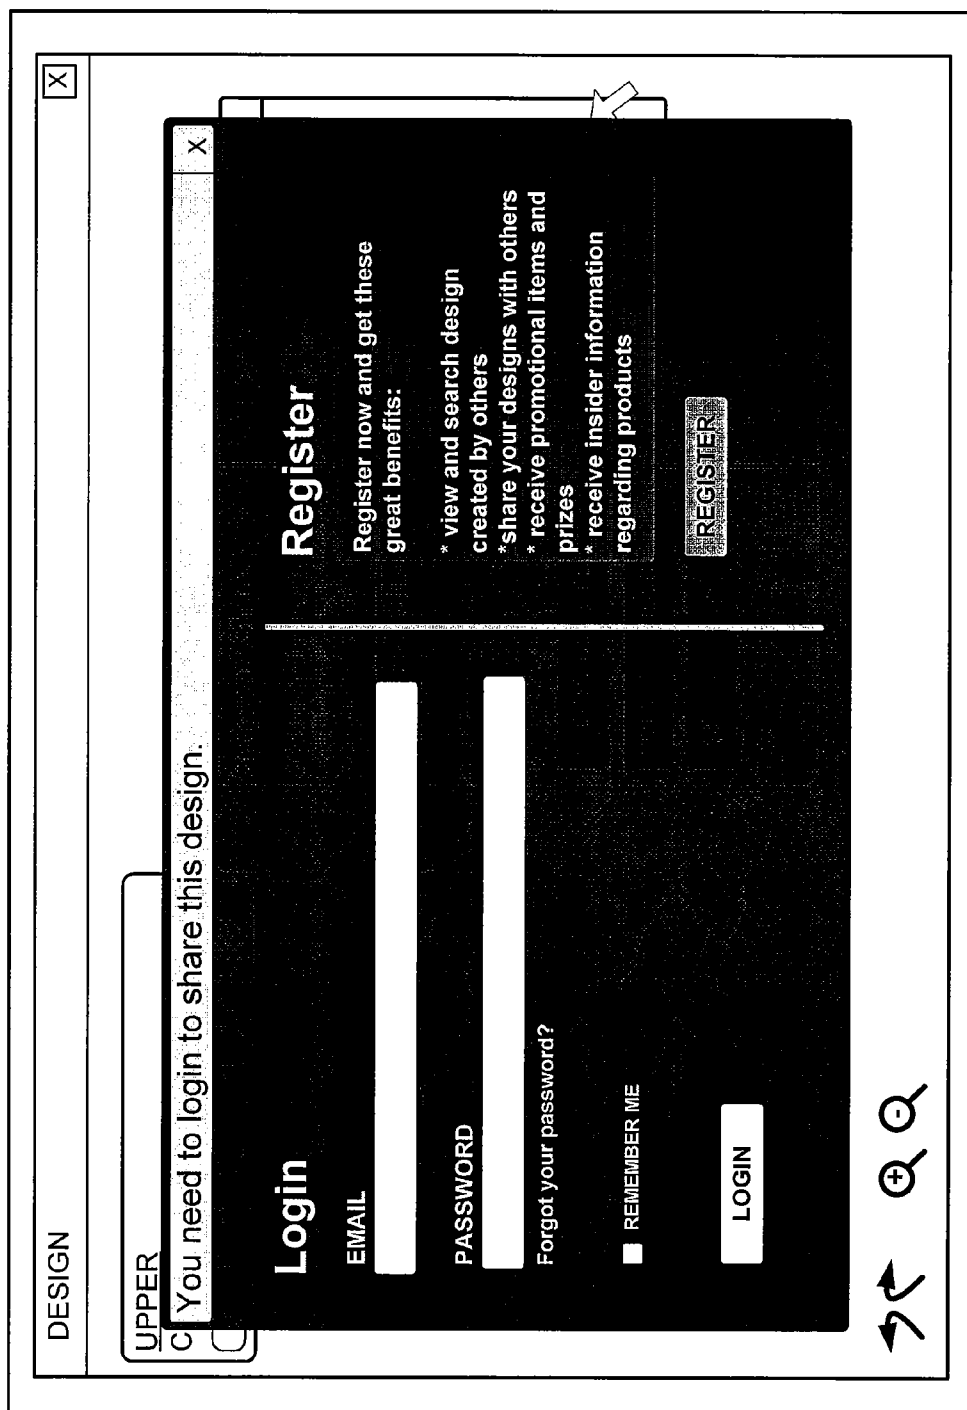 DESIGN
X
UPPER
C
You need to login to share this design.
X
Login
EMAIL
PASSWORD
Forgot your password?
REMEMBER ME
LOGIN
Register
Register now and get these
great benefits:
* view and search design
created by others
*share your designs with others
* receive promotional items and
prizes
* receive insider information
regarding products
REGISTER